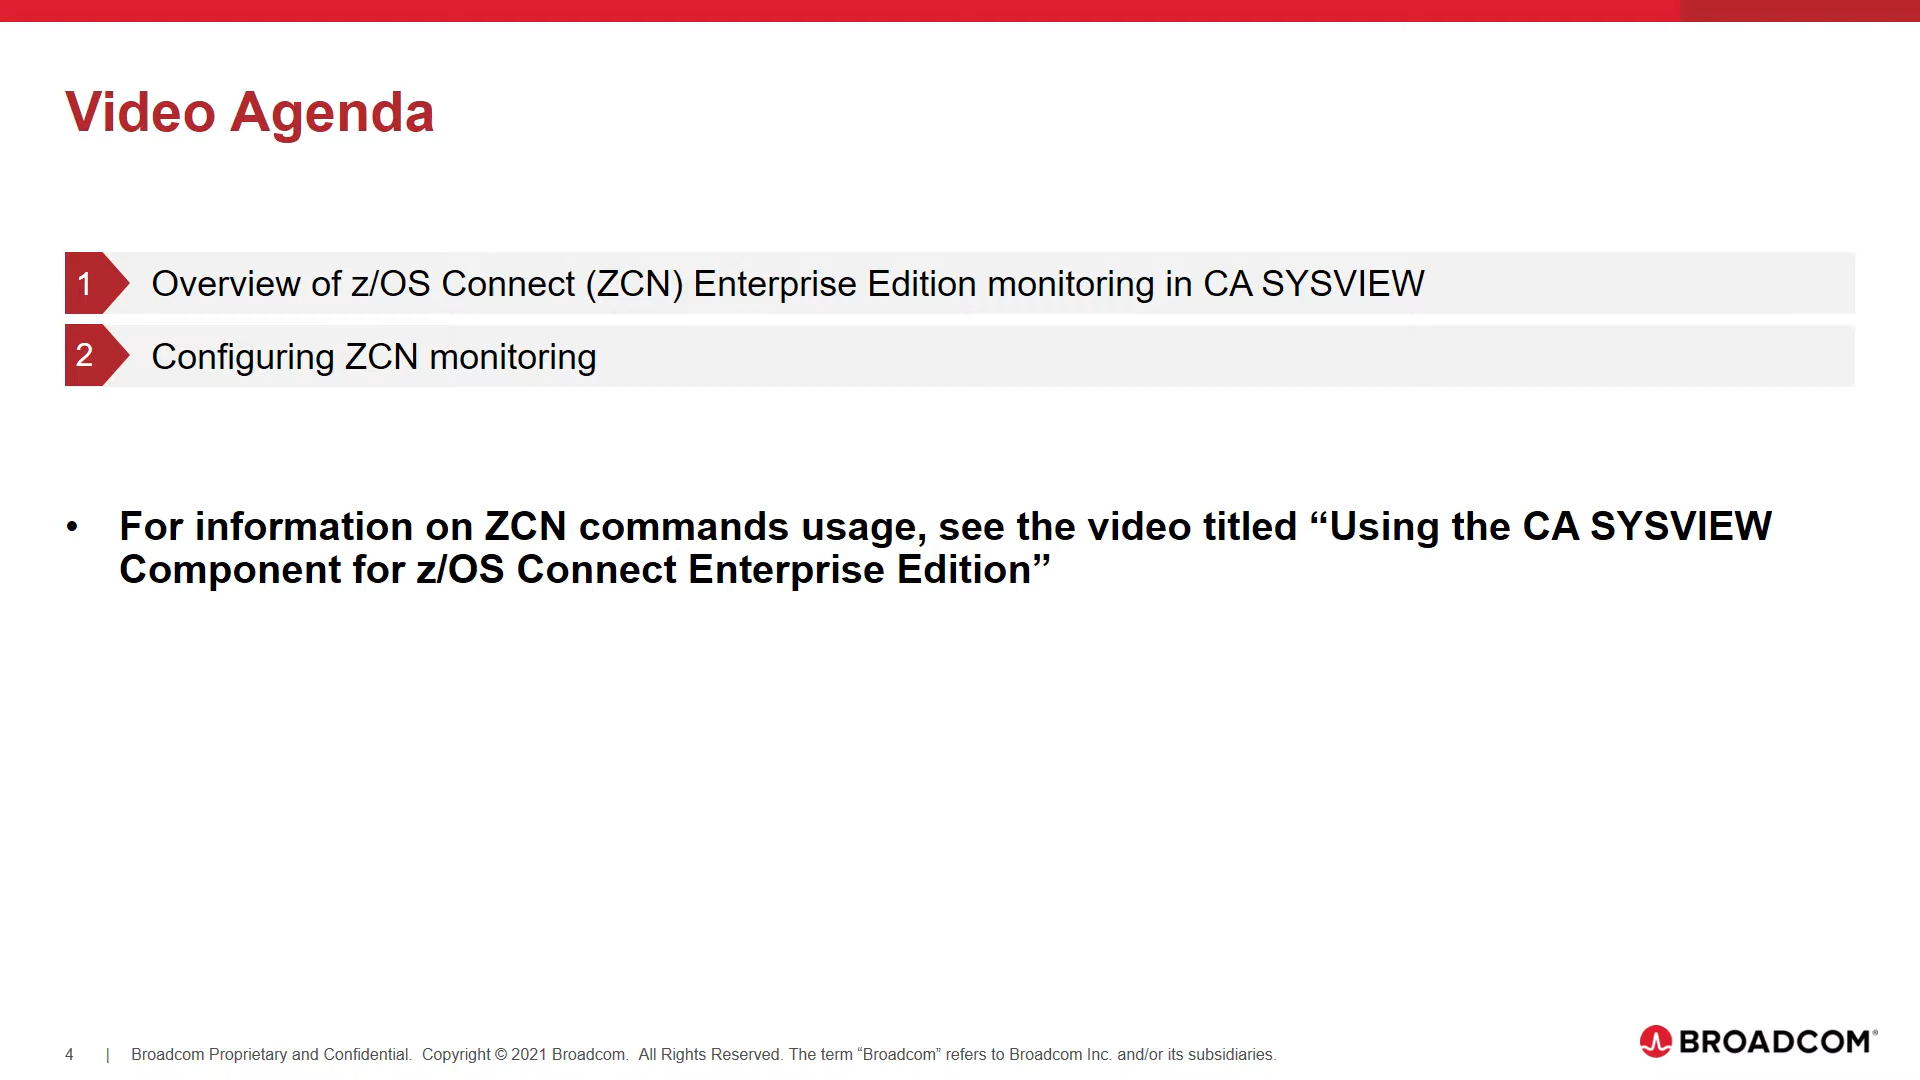 Video Agenda
1 Overview of z/OS Connect (ZCN) Enterprise Edition monitoring in CA SYSVIEW
2 Configuring ZCN monitoring
• For information on ZCN commands usage, see the video titled “Using the CA SYSVIEW
Component for z/OS Connect Enterprise Edition”
4 | Broadcom Proprietary and Confidential. Copyright © 2021 Broadcom. All Rights Reserved. The term “Broadcom” refers to Broadcom Inc. and/or its subsidiaries.
BROADCOM®